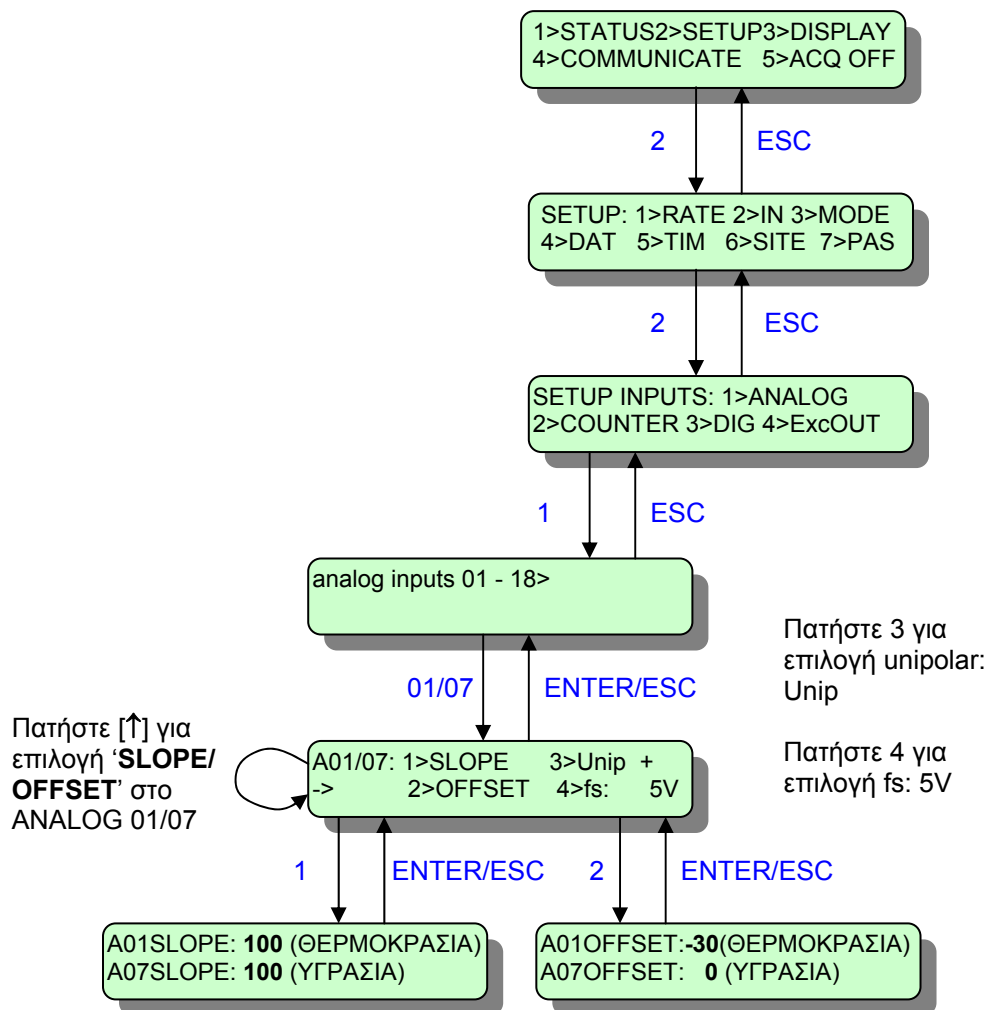 1>STATUS2>SETUP3>DISPLAY
4>COMMUNICATE 5>ACQ OFF
2
ESC
SETUP: 1>RATE 2>IN 3>MODE
4>DAT 5>TIM 6>SITE 7>PAS
2
ESC
SETUP INPUTS: 1>ANALOG
2>COUNTER 3>DIG 4>ExcOUT
1
ESC
analog inputs 01 - 18>
01/07
ENTER/ESC
Πατήστε 3 για
επιλογή unipolar:
Unip
Πατήστε 4 για
επιλογή fs: 5V
Πατήστε [↑] για
επιλογή ‘SLOPE/
OFFSET’ στο
ANALOG 01/07
A01/07: 1>SLOPE 3>Unip +
-> 2>OFFSET 4>fs: 5V
1
ENTER/ESC
2
ENTER/ESC
A01SLOPE: 100 (ΘΕΡΜΟΚΡΑΣΙΑ)
A07SLOPE: 100 (ΥΓΡΑΣΙΑ)
A01OFFSET:-30(ΘΕΡΜΟΚΡΑΣΙΑ)
A07OFFSET: 0 (ΥΓΡΑΣΙΑ)